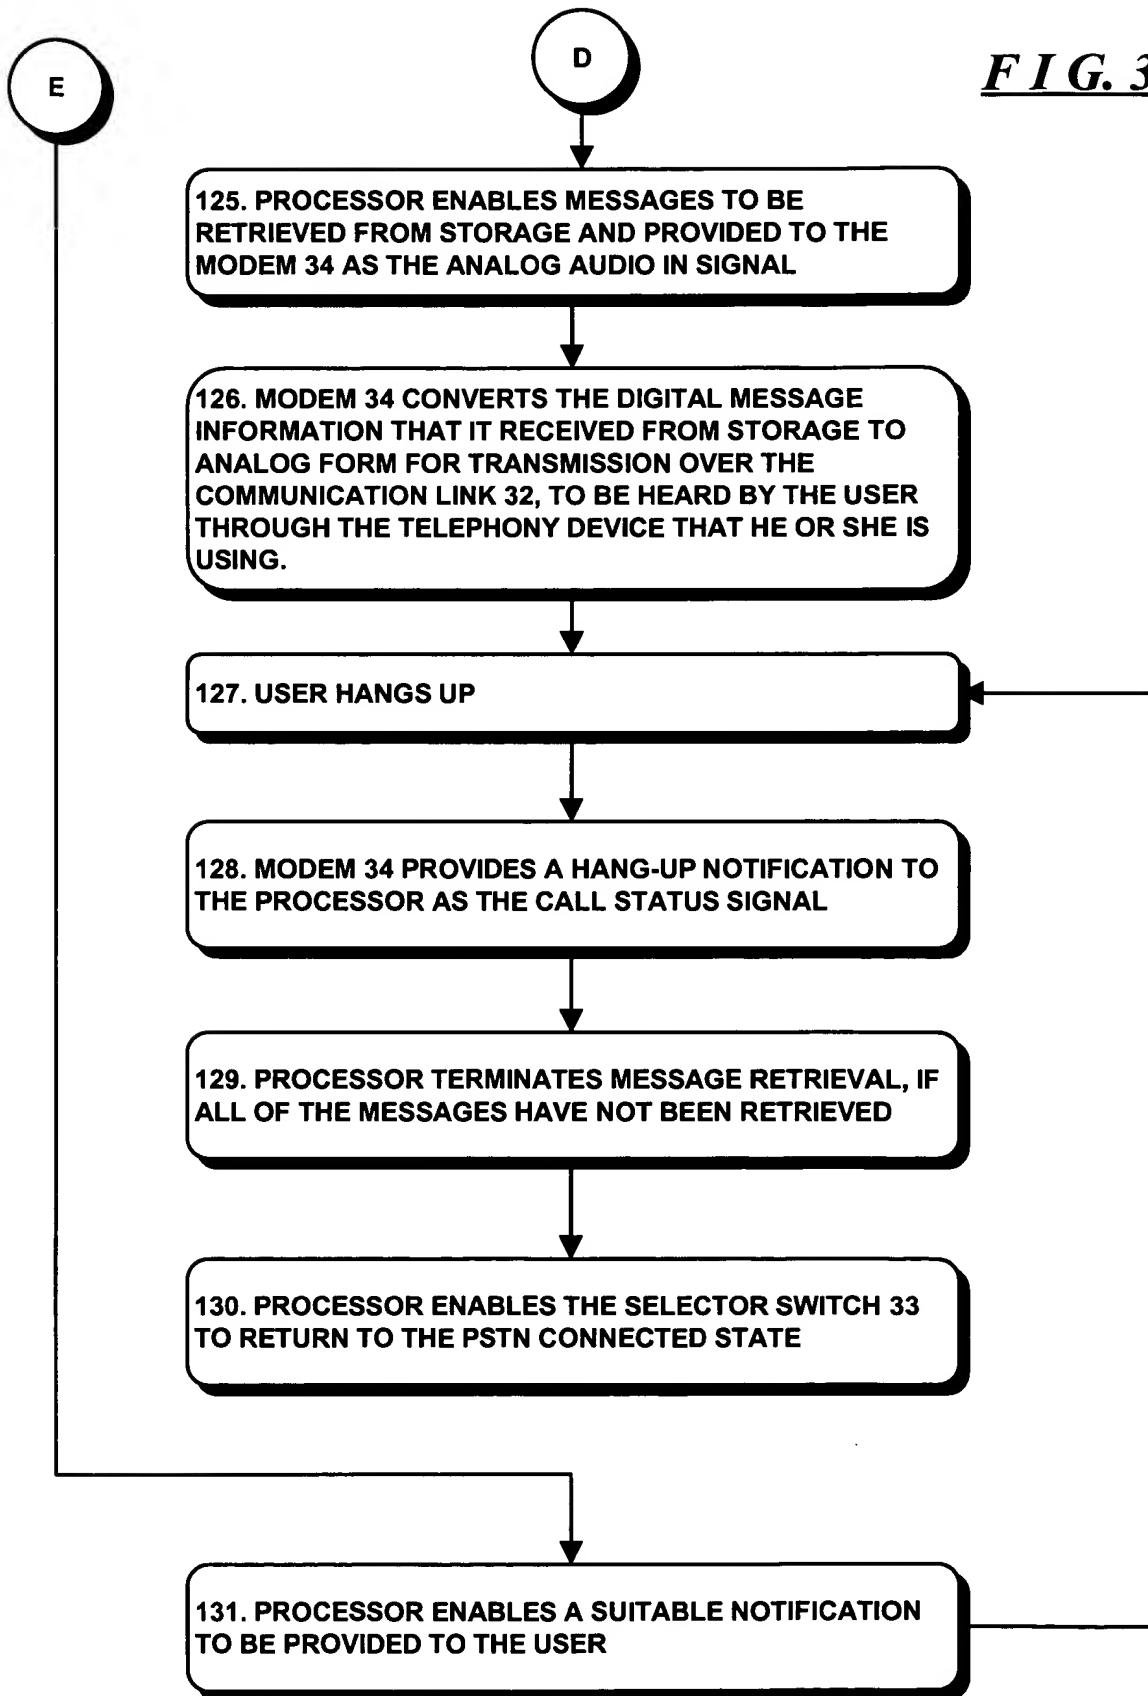 E
D
FIG. 3
125. PROCESSOR ENABLES MESSAGES TO BE
RETRIEVED FROM STORAGE AND PROVIDED TO THE
MODEM 34 AS THE ANALOG AUDIO IN SIGNAL
126. MODEM 34 CONVERTS THE DIGITAL MESSAGE
INFORMATION THAT IT RECEIVED FROM STORAGE TO
ANALOG FORM FOR TRANSMISSION OVER THE
COMMUNICATION LINK 32, TO BE HEARD BY THE USER
THROUGH THE TELEPHONY DEVICE THAT HE OR SHE IS
USING.
127. USER HANGS UP
128. MODEM 34 PROVIDES A HANG-UP NOTIFICATION TO
THE PROCESSOR AS THE CALL STATUS SIGNAL
129. PROCESSOR TERMINATES MESSAGE RETRIEVAL, IF
ALL OF THE MESSAGES HAVE NOT BEEN RETRIEVED
130. PROCESSOR ENABLES THE SELECTOR SWITCH 33
TO RETURN TO THE PSTN CONNECTED STATE
131. PROCESSOR ENABLES A SUITABLE NOTIFICATION
TO BE PROVIDED TO THE USER